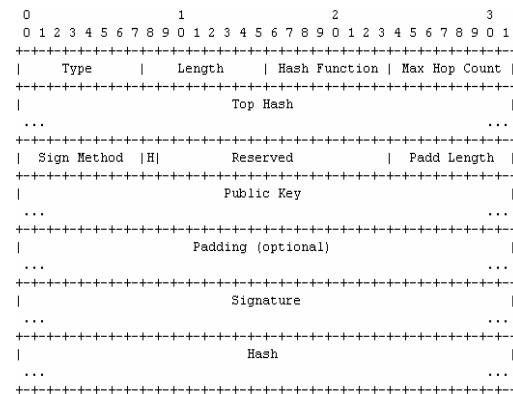 0                   1                   2                   3
0 1 2 3 4 5 6 7 8 9 0 1 2 3 4 5 6 7 8 9 0 1 2 3 4 5 6 7 8 9 0 1
+-+-+-+-+-+-+-+-+-+-+-+-+-+-+-+-+-+-+-+-+-+-+-+-+-+-+-+-+-+-+-+-
|     Type      |    Length     | Hash Function | Max Hop Count |
+-+-+-+-+-+-+-+-+-+-+-+-+-+-+-+-+-+-+-+-+-+-+-+-+-+-+-+-+-+-+-+-
|                           Top Hash                            |
...                                                          ...
+-+-+-+-+-+-+-+-+-+-+-+-+-+-+-+-+-+-+-+-+-+-+-+-+-+-+-+-+-+-+-+-
|  Sign Method  |H|          Reserved           |  Padd Length  |
+-+-+-+-+-+-+-+-+-+-+-+-+-+-+-+-+-+-+-+-+-+-+-+-+-+-+-+-+-+-+-+-
|                          Public Key                           |
...                                                          ...
+-+-+-+-+-+-+-+-+-+-+-+-+-+-+-+-+-+-+-+-+-+-+-+-+-+-+-+-+-+-+-+-
|                      Padding (optional)                       |
...                                                          ...
+-+-+-+-+-+-+-+-+-+-+-+-+-+-+-+-+-+-+-+-+-+-+-+-+-+-+-+-+-+-+-+-
|                           Signature                           |
...                                                          ...
+-+-+-+-+-+-+-+-+-+-+-+-+-+-+-+-+-+-+-+-+-+-+-+-+-+-+-+-+-+-+-+-
|                             Hash                              |
...                                                          ...
+-+-+-+-+-+-+-+-+-+-+-+-+-+-+-+-+-+-+-+-+-+-+-+-+-+-+-+-+-+-+-+-